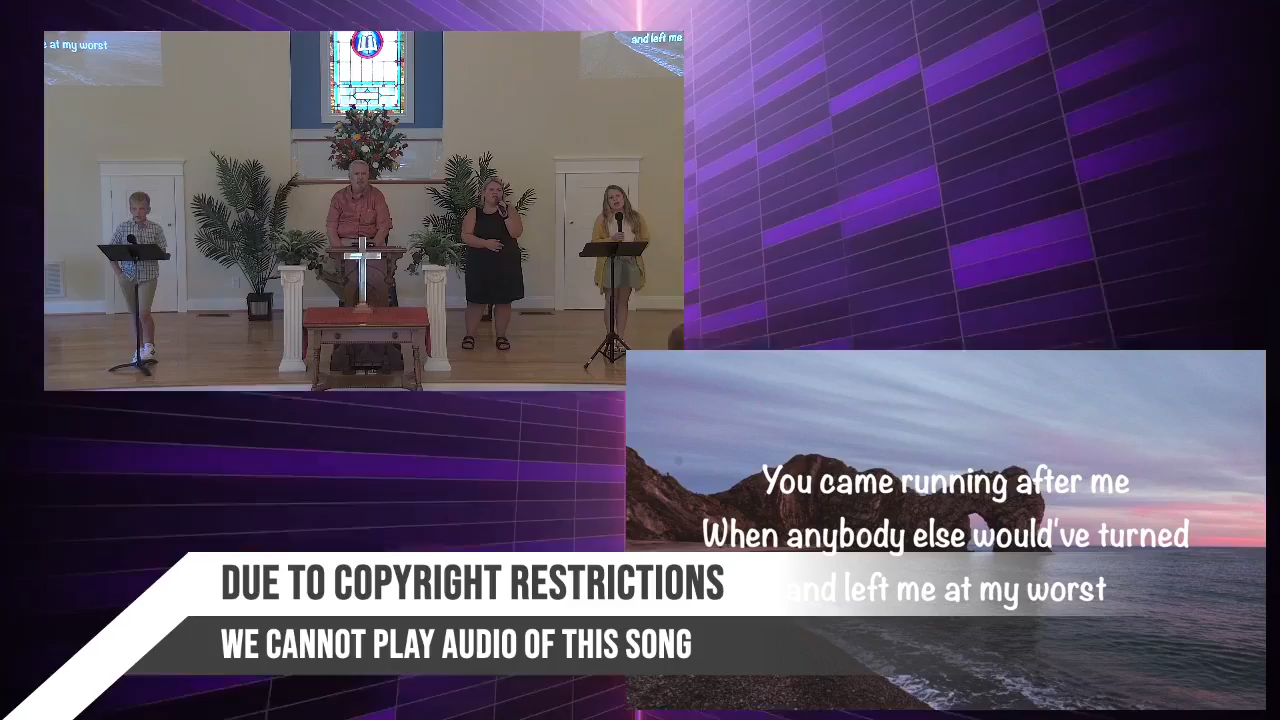 e at my worst
and left me
You came running after me
When anybody else would've turned
and left me at my worst
DUE TO COPYRIGHT RESTRICTIONS
WE CANNOT PLAY AUDIO OF THIS SONG